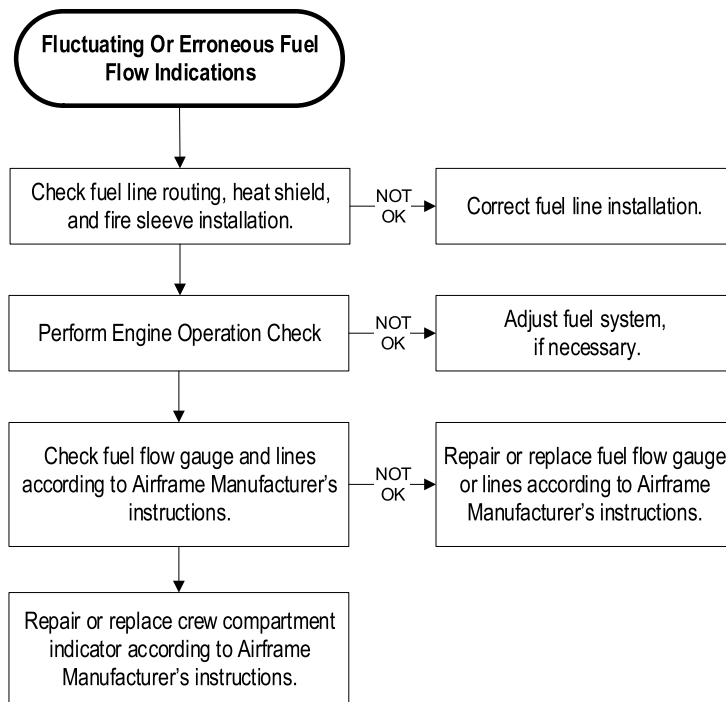 Fluctuating Or Erroneous Fuel
Flow Indications
Check fuel line routing, heat shield,
and fire sleeve installation.
NOT
OK
Correct fuel line installation.
Perform Engine Operation Check
NOT
OK
Adjust fuel system,
if necessary.
Check fuel flow gauge and lines
according to Airframe Manufacturer's
instructions.
NOT
OK
Repair or replace fuel flow gauge
or lines according to Airframe
Manufacturer's instructions.
Repair or replace crew compartment
indicator according to Airframe
Manufacturer's instructions.